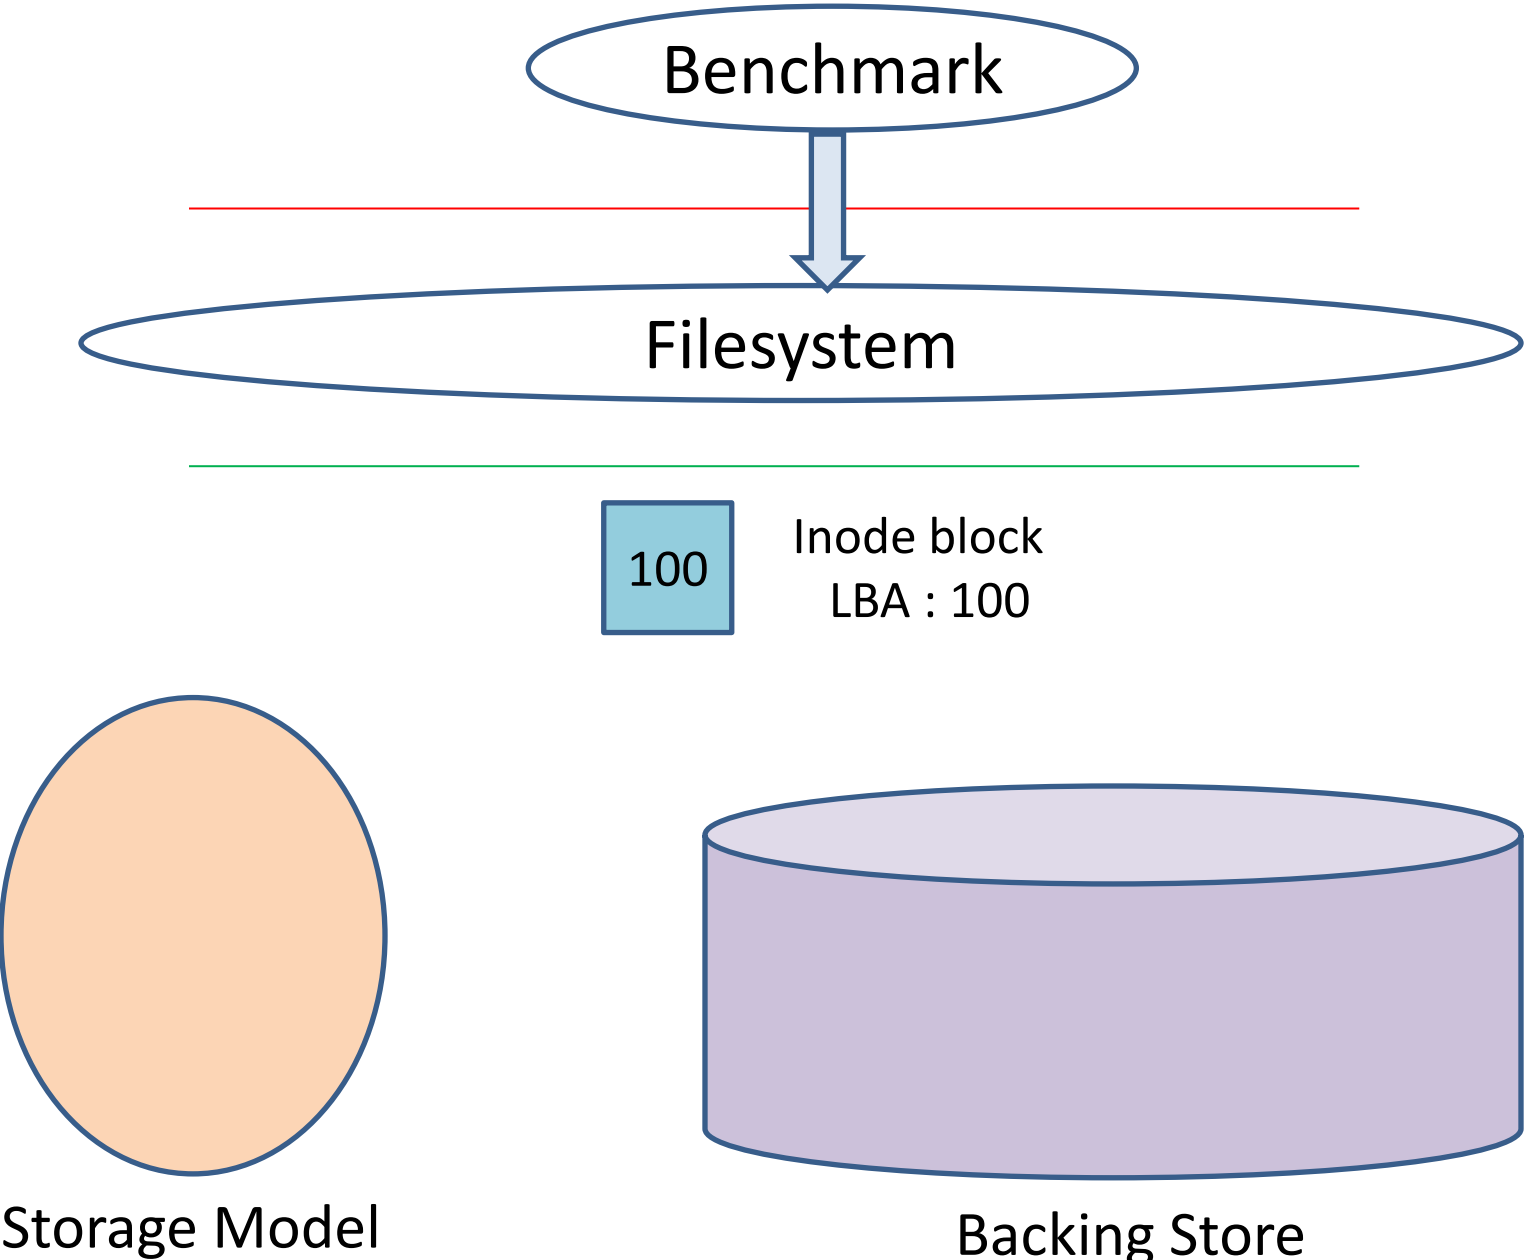 Benchmark
Filesystem
100
Inode block
LBA : 100
Storage Model
Backing Store